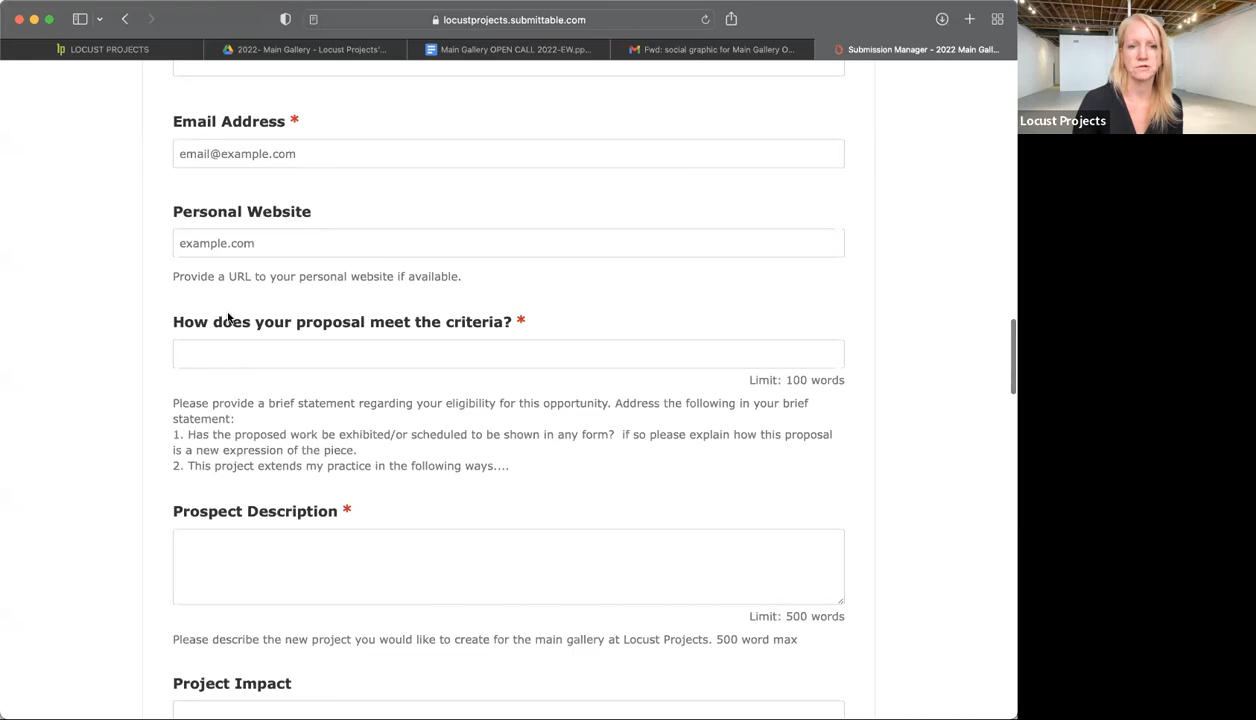 locustprojects.submittable.com
LOCUST PROJECTS
2022- Main Gallery - Locust Projects'...
Main Gallery OPEN CALL 2022-EW.pp...
Fwd: social graphic for Main Gallery O...
Submission Manager - 2022 Main Gall...
Locust Projects
Email Address *
email@example.com
Personal Website
example.com
Provide a URL to your personal website if available.
How does your proposal meet the criteria? *
Limit: 100 words
Please provide a brief statement regarding your eligibility for this opportunity. Address the following in your brief
statement:
1. Has the proposed work be exhibited/or scheduled to be shown in any form?  if so please explain how this proposal
is a new expression of the piece.
2. This project extends my practice in the following ways....
Prospect Description *
Limit: 500 words
Please describe the new project you would like to create for the main gallery at Locust Projects. 500 word max
Project Impact